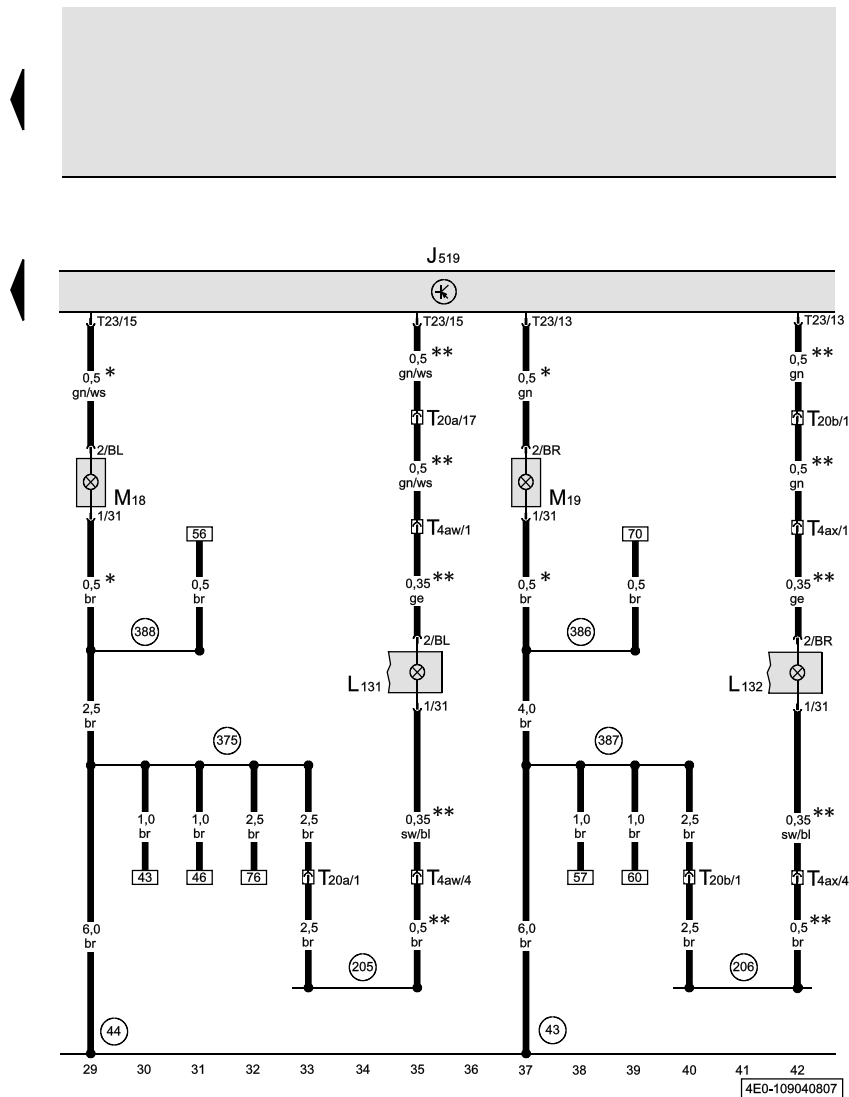 J519
T23/15 T23/15 T23/13 T23/13
0,5 * 0,5 ** 0,5 * 0,5 **
gn/ws gn/ws gn gn
T20a/17 T20b/1
2/BL 0,5 ** 2/BR 0,5 **
gn/ws gn
M18 M19
1/31 1/31
56 T4aw/1 70 T4ax/1
0,5 * 0,5 0,35 ** 0,5 * 0,5 0,35 **
br br ge br br ge
388 2/BL 386 2/BR
L131 L132
2,5 1/31 4,0 1/31
br br
375 387
1,0 1,0 2,5 2,5 0,35 ** 1,0 1,0 2,5 0,35 **
br br br br sw/bl br br br sw/bl
43 46 76 T20a/1 T4aw/4 57 60 T20b/1 T4ax/4
6,0 2,5 0,5 ** 6,0 2,5 0,5 **
br br br br br br
205 206
44 43
29 30 31 32 33 34 35 36 37 38 39 40 41 42
4E0-109040807